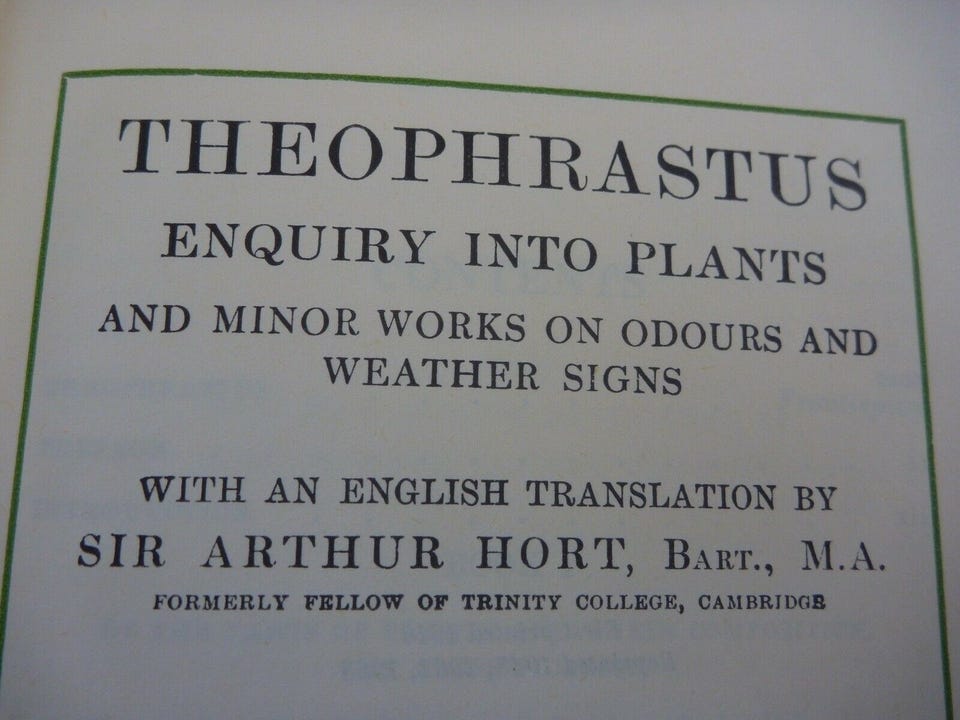 THEOPHRASTUS
ENQUIRY INTO PLANTS
AND MINOR WORKS ON ODOURS AND
WEATHER SIGNS
WITH AN ENGLISH TRANSLATION BY
SIR ARTHUR HORT, BART., M.A.
FORMERLY FELLOW OF TRINITY COLLEGE, CAMBRIDGE